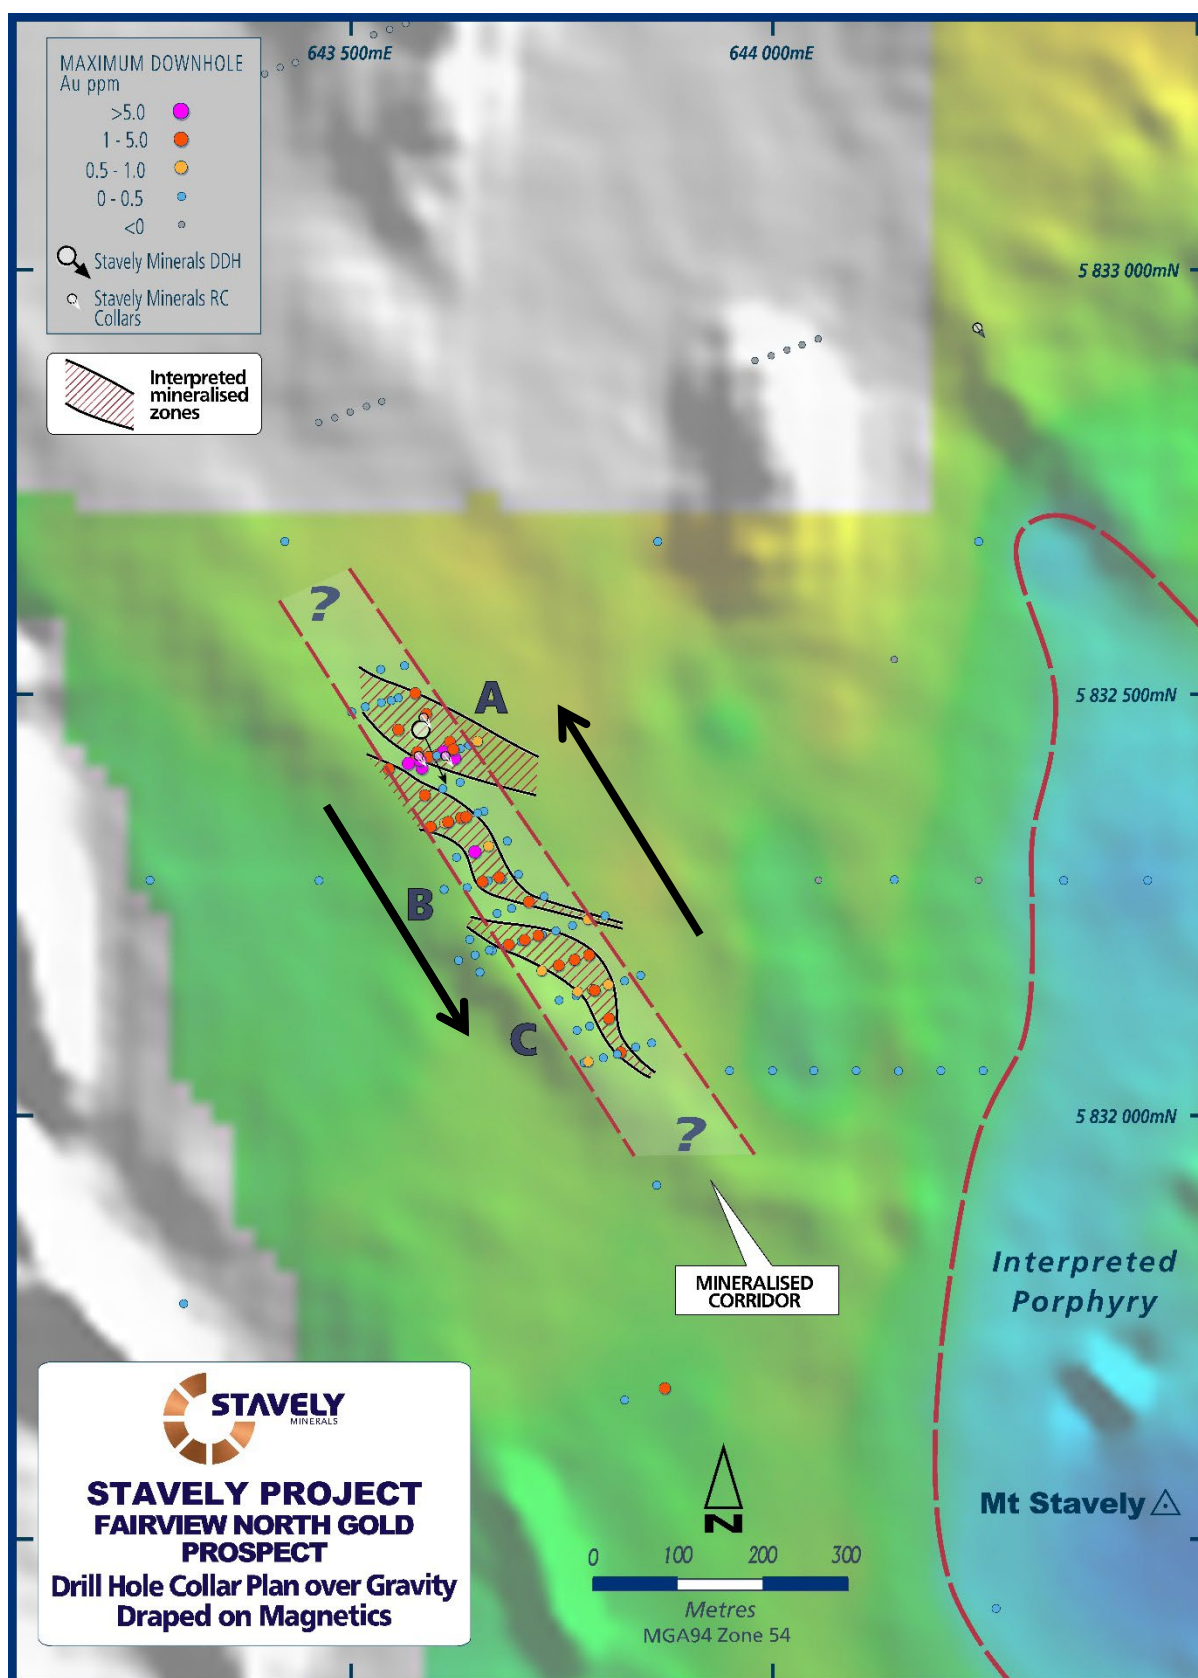 643 500mE
644 000mE
MAXIMUM DOWNHOLE
Au ppm
>5.0
1 - 5.0
0.5 - 1.0
0 - 0.5
<0
Stavely Minerals DDH
Stavely Minerals RC
Collars
5 833 000mN
Interpreted
mineralised
zones
?
A
5 832 500mN
B
C
?
5 832 000mN
MINERALISED
CORRIDOR
Interpreted
Porphyry
STAVELY
MINERALS
STAVELY PROJECT
FAIRVIEW NORTH GOLD
PROSPECT
Drill Hole Collar Plan over Gravity
Draped on Magnetics
Mt Stavely
N
0 100 200 300
Metres
MGA94 Zone 54